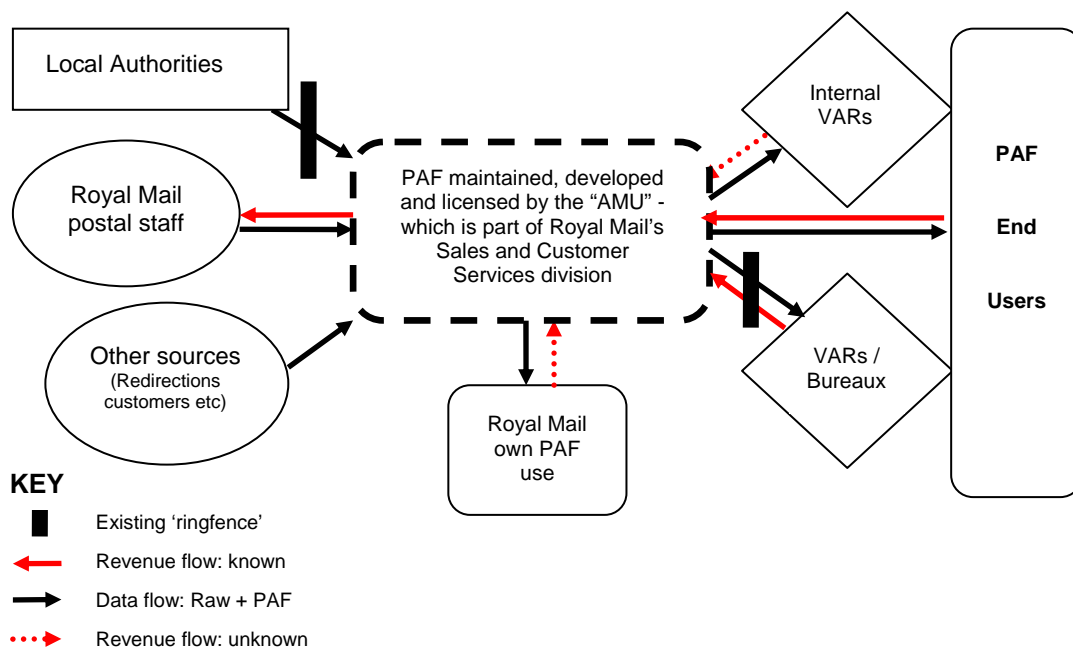 Local Authorities
Royal Mail
postal staff
Other sources
(Redirections
customers etc)
PAF maintained, developed
and licensed by the “AMU” -
which is part of Royal Mail’s
Sales and Customer
Services division
Royal Mail
own PAF
use
Internal
VARs
VARs /
Bureaux
PAF
End
Users
KEY
Existing ‘ringfence’
Revenue flow: known
Data flow: Raw + PAF
Revenue flow: unknown